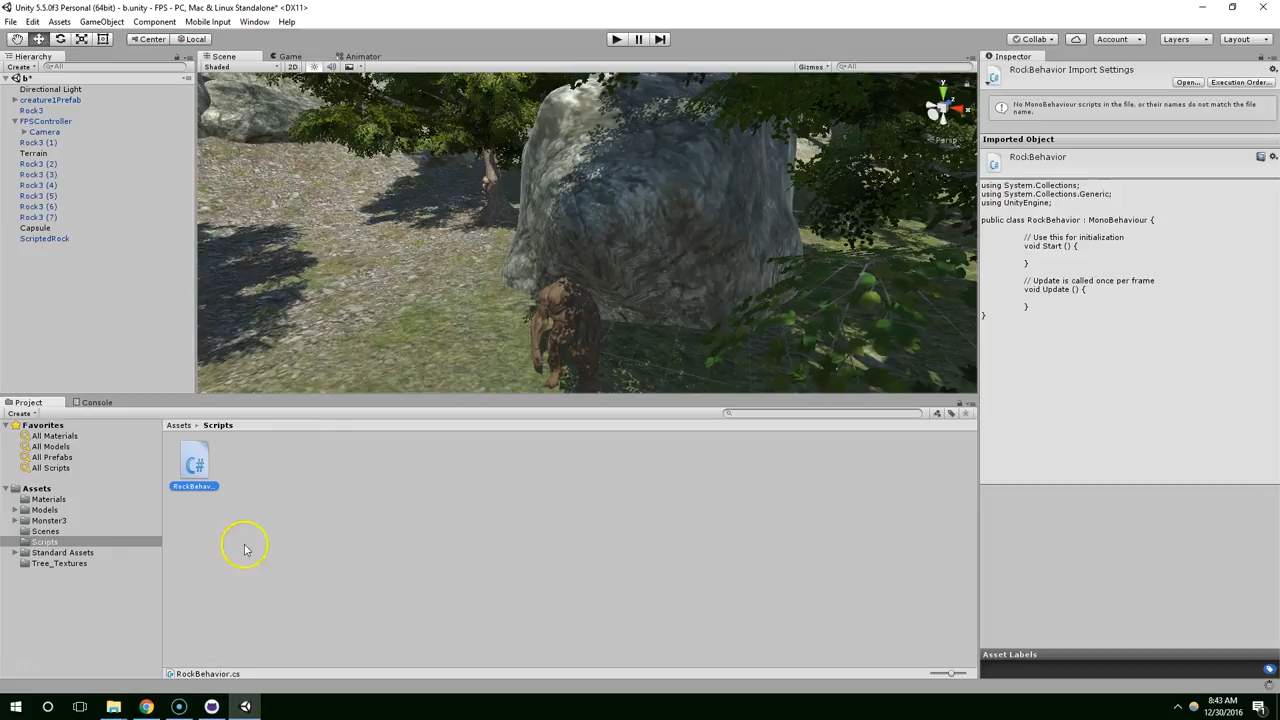 Unity 5.5.0f3 Personal (64bit) - b.unity - FPS - PC, Mac & Linux Standalone* <DX11>
File Edit Assets GameObject Component Mobile Input Window Help
Center Local Collab Account Layers Layout
Hierarchy Scene Game Animator Inspector
Create All Shaded 2D Gizmos All
RockBehavior Import Settings
Open... Execution Order...
b*
Directional Light
creature1Prefab
Rock3
FPSController
Camera
Rock3 (1)
Terrain
Rock3 (2)
Rock3 (3)
Rock3 (4)
Rock3 (5)
Rock3 (6)
Rock3 (7)
Capsule
ScriptedRock
y
x
z
Persp
No MonoBehaviour scripts in the file, or their names do not match the file
name.
Imported Object
C#
RockBehavior
using System.Collections;
using System.Collections.Generic;
using UnityEngine;
public class RockBehavior : MonoBehaviour {
// Use this for initialization
void Start () {
}
// Update is called once per frame
void Update () {
}
}
Project Console
Create
Favorites
All Materials
All Models
All Prefabs
All Scripts
Assets
Materials
Models
Monster3
Scenes
Scripts
Standard Assets
Tree_Textures
Assets Scripts
C#
RockBehav...
RockBehavior.cs
Asset Labels
8:43 AM
12/30/2016